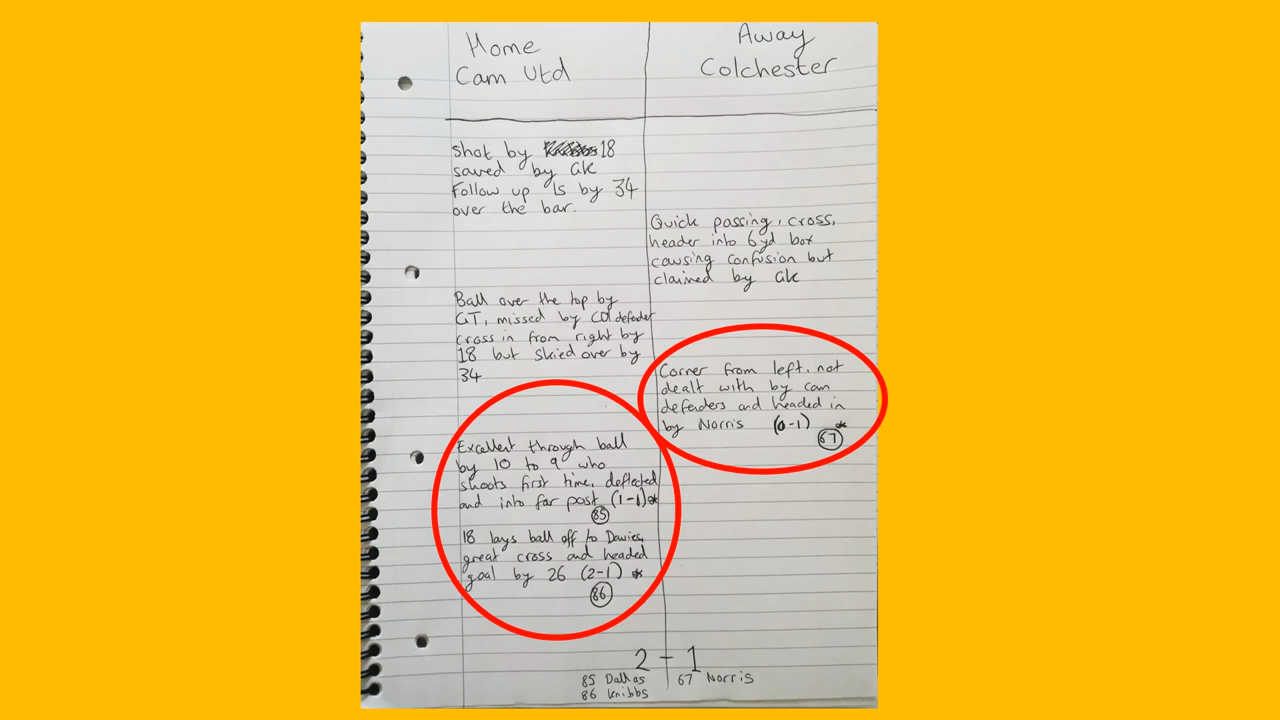 Home
Cam Utd
Away
Colchester
Shot by 18
saved by GK
Follow up is by 34
over the bar.
Quick passing, cross,
header into 6yd box
causing confusion but
claimed by GK
Ball over the top by
GT, missed by COL defender
cross in from right by
18 but skied over by
34
Corner from left, not
dealt with by cam
defenders and headed in
by Norris (0-1) *
67
Excellent through ball
by 10 to 9 who
shoots first time, deflected
and into far post (1-1) *
85
18 lays ball off to Davies,
great cross and headed
goal by 26 (2-1) *
86
2 - 1
85 Dallas
86 Knibbs
67 Norris